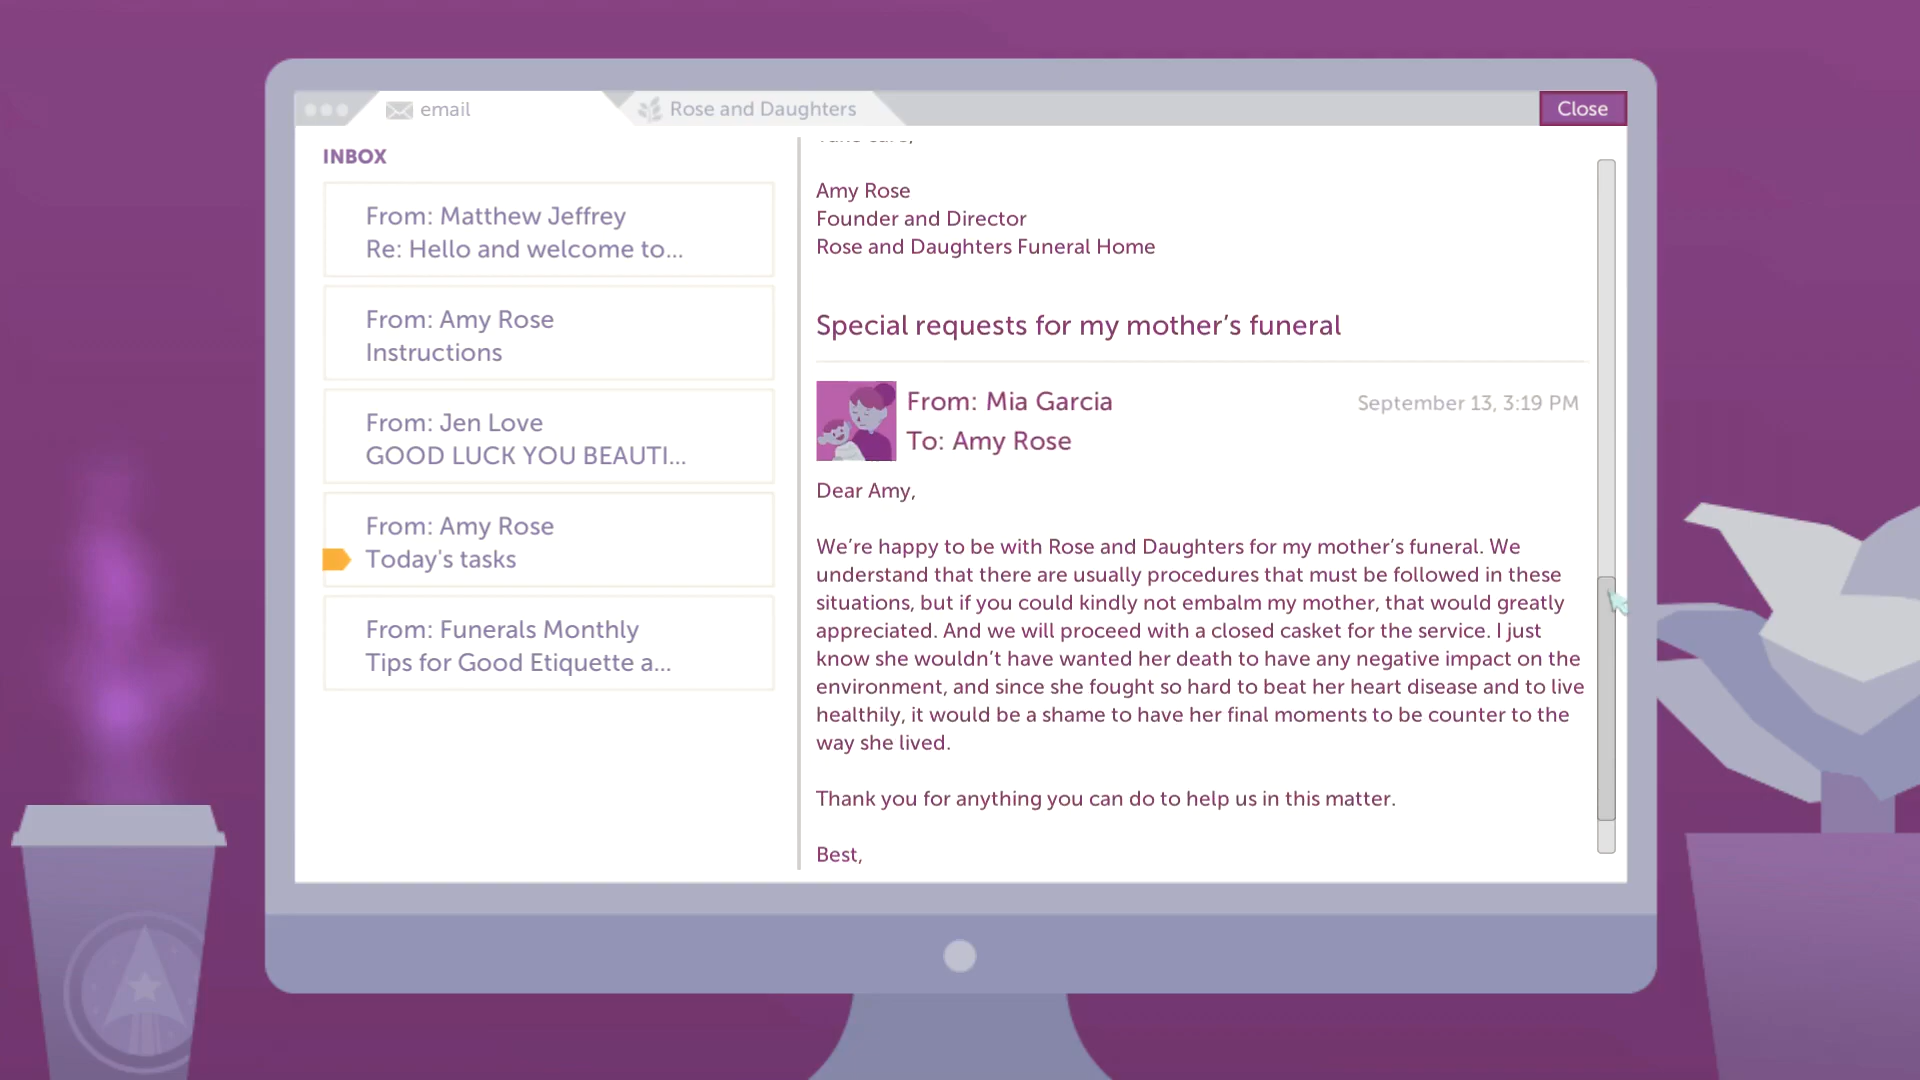 email
Rose and Daughters
Close
INBOX
From: Matthew Jeffrey
Re: Hello and welcome to...
From: Amy Rose
Instructions
From: Jen Love
GOOD LUCK YOU BEAUTI...
From: Amy Rose
Today's tasks
From: Funerals Monthly
Tips for Good Etiquette a...
Amy Rose
Founder and Director
Rose and Daughters Funeral Home
Special requests for my mother’s funeral
From: Mia Garcia
September 13, 3:19 PM
To: Amy Rose
Dear Amy,
We’re happy to be with Rose and Daughters for my mother’s funeral. We
understand that there are usually procedures that must be followed in these
situations, but if you could kindly not embalm my mother, that would greatly
appreciated. And we will proceed with a closed casket for the service. I just
know she wouldn’t have wanted her death to have any negative impact on the
environment, and since she fought so hard to beat her heart disease and to live
healthily, it would be a shame to have her final moments to be counter to the
way she lived.
Thank you for anything you can do to help us in this matter.
Best,